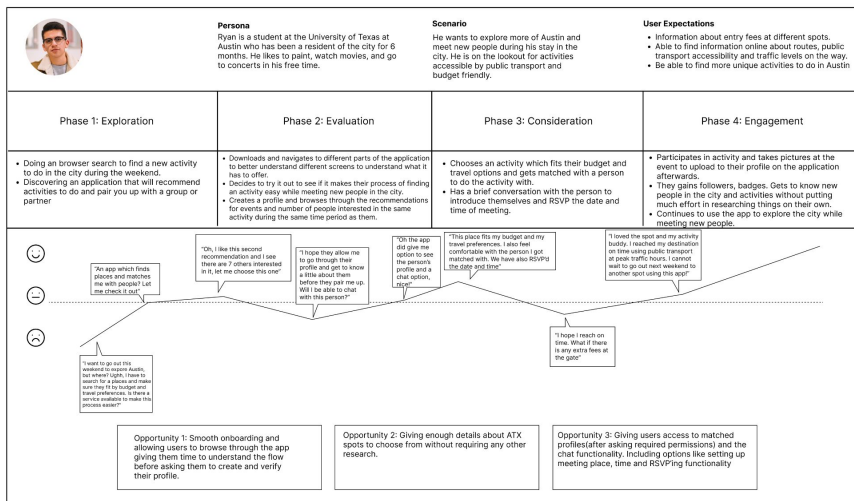 Persona
Ryan is a student at the University of Texas at
Austin who has been a resident of the city for 6
months. He likes to paint, watch movies, and go
to concerts in his free time.
Scenario
He wants to explore more of Austin and
meet new people during his stay in the
city. He is on the lookout for activities
accessible by public transport and
budget friendly.
User Expectations
• Information about entry fees at different spots.
• Able to find information online about routes, public
transport accessibility and traffic levels on the way.
• Be able to find more unique activities to do in Austin
Phase 1: Exploration
Phase 2: Evaluation
Phase 3: Consideration
Phase 4: Engagement
• Doing an browser search to find a new activity
to do in the city during the weekend.
• Discovering an application that will recommend
activities to do and pair you up with a group or
partner
• Downloads and navigates to different parts of the application
to better understand different screens to understand what it
has to offer.
• Decides to try it out to see if it makes their process of finding
an activity easy while meeting new people in the city.
• Creates a profile and browses through the recommendations
for events and number of people interested in the same
activity during the same time period as them.
• Chooses an activity which fits their budget and
travel options and gets matched with a person
to do the activity with.
• Has a brief conversation with the person to
introduce themselves and RSVP the date and
time of meeting.
• Participates in activity and takes pictures at the
event to upload to their profile on the application
afterwards.
• They gains followers, badges. Gets to know new
people in the city and activities without putting
much effort in researching things on their own.
• Continues to use the app to explore the city while
meeting new people.
"An app which finds
places and matches
me with people? Let
me check it out"
"Oh, I like this second
recommendation and I see
there are 7 others interested
in it, let me choose this one"
"I hope they allow me
to go through their
profile and get to know
a little about them
before they pair me up.
Will I be able to chat
with this person?"
"Oh the app
did give me
option to see
the person's
profile and a
chat option,
nice!"
"This place fits my budget and my
travel preferences. I also feel
comfortable with the person I got
matched with. We have also RSVP'd
the date and time"
"I loved the spot and my activity
buddy. I reached my destination
on time using public transport
at peak traffic hours. I cannot
wait to go out next weekend to
another spot using this app!"
"I hope I reach on
time. What if there
is any extra fees at
the gate"
"I want to go out this
weekend to expore Austin,
but where? Ughh, I have to
search for a places and make
sure they fit by budget and
travel preferences. Is there a
service available to make this
process easier?"
Opportunity 1: Smooth onboarding and
allowing users to browse through the app
giving them time to understand the flow
before asking them to create and verify
their profile.
Opportunity 2: Giving enough details about ATX
spots to choose from without requiring any other
research.
Opportunity 3: Giving users access to matched
profiles(after asking required permissions) and the
chat functionality. Including options like setting up
meeting place, time and RSVP'ing functionality